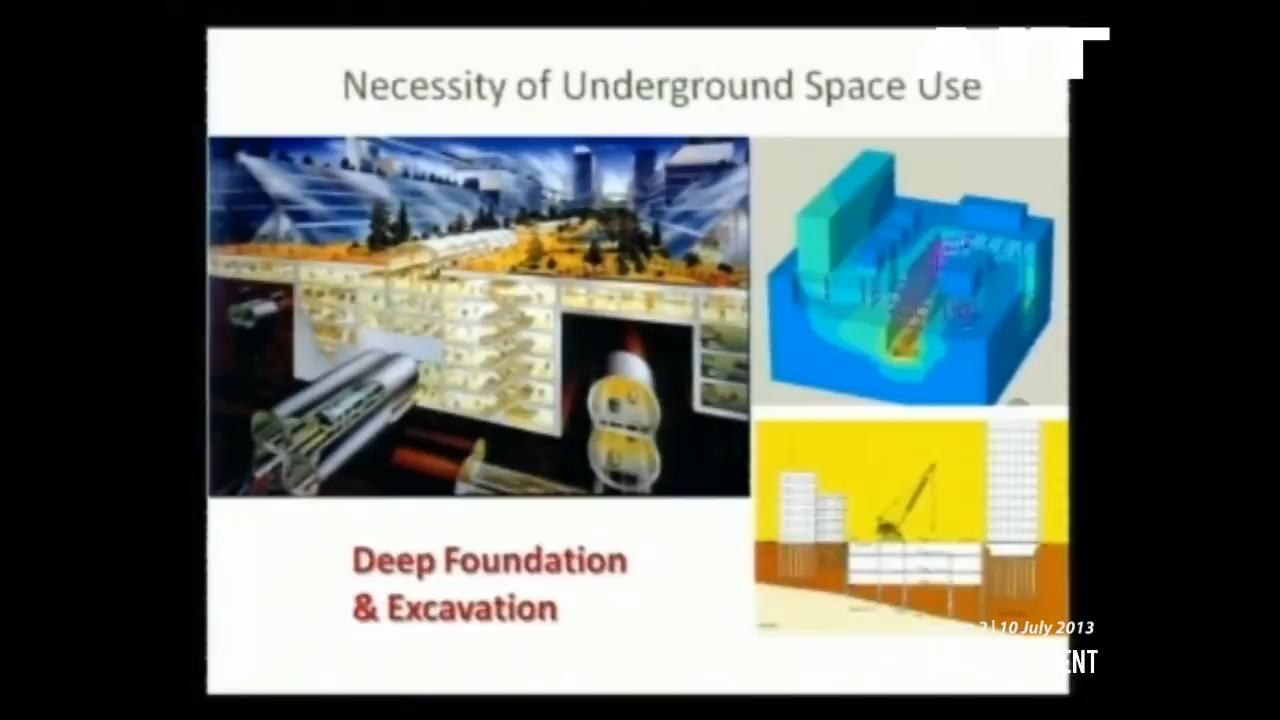 Necessity of Underground Space Use
Deep Foundation
& Excavation
10 July 2013